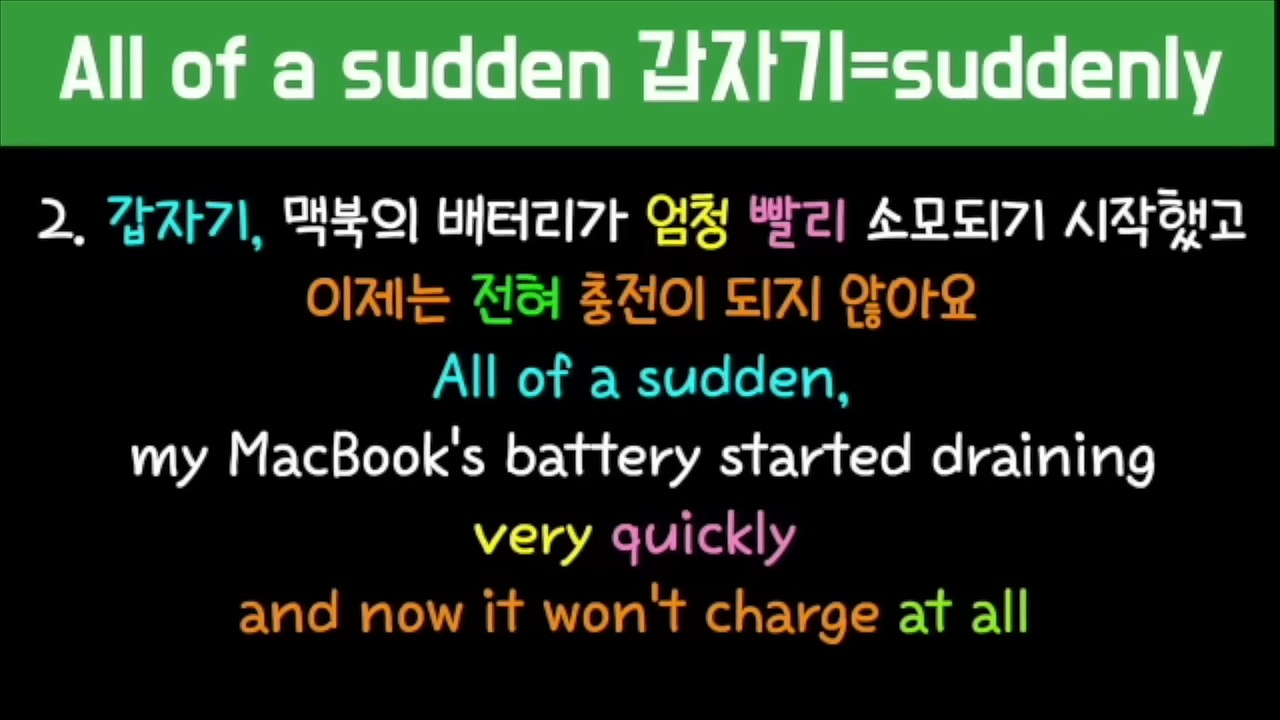 All of a sudden 갑자기=suddenly
2. 갑자기, 맥북의 배터리가 엄청 빨리 소모되기 시작했고
이제는 전혀 충전이 되지 않아요
All of a sudden,
my MacBook's battery started draining
very quickly
and now it won't charge at all